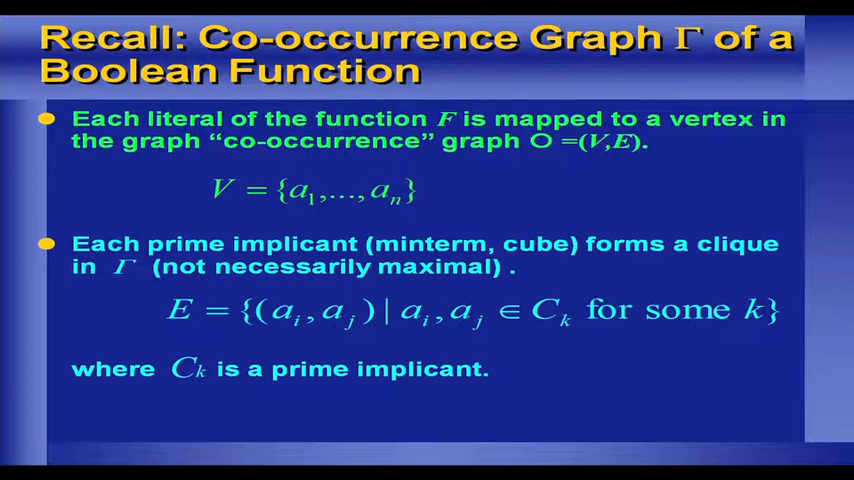 Recall: Co-occurrence Graph Γ of a
Boolean Function
Each literal of the function F is mapped to a vertex in
the graph “co-occurrence” graph O =(V,E).
V = {a₁,..., aₙ}
Each prime implicant (minterm, cube) forms a clique
in Γ (not necessarily maximal) .
E = {(aᵢ, aⱼ) | aᵢ, aⱼ ∈ Cₖ for some k}
where Cₖ is a prime implicant.